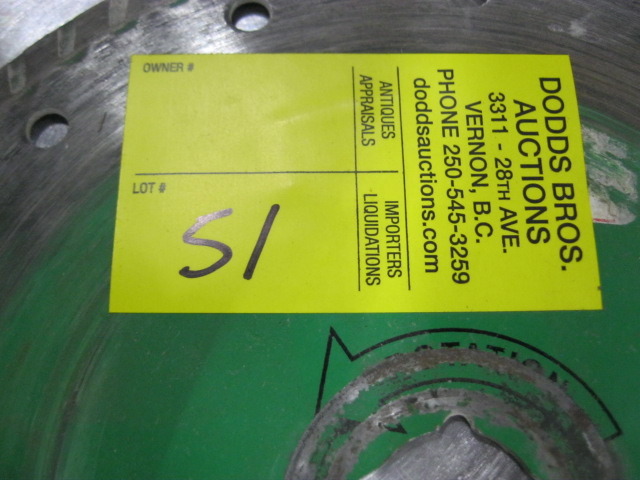 OWNER #
LOT #
51
ANTIQUES
APPRAISALS
IMPORTERS
LIQUIDATIONS
DODDS BROS.
AUCTIONS
3311 - 28TH AVE.
VERNON, B.C.
PHONE 250-545-3259
doddsauctions.com
ROTATION